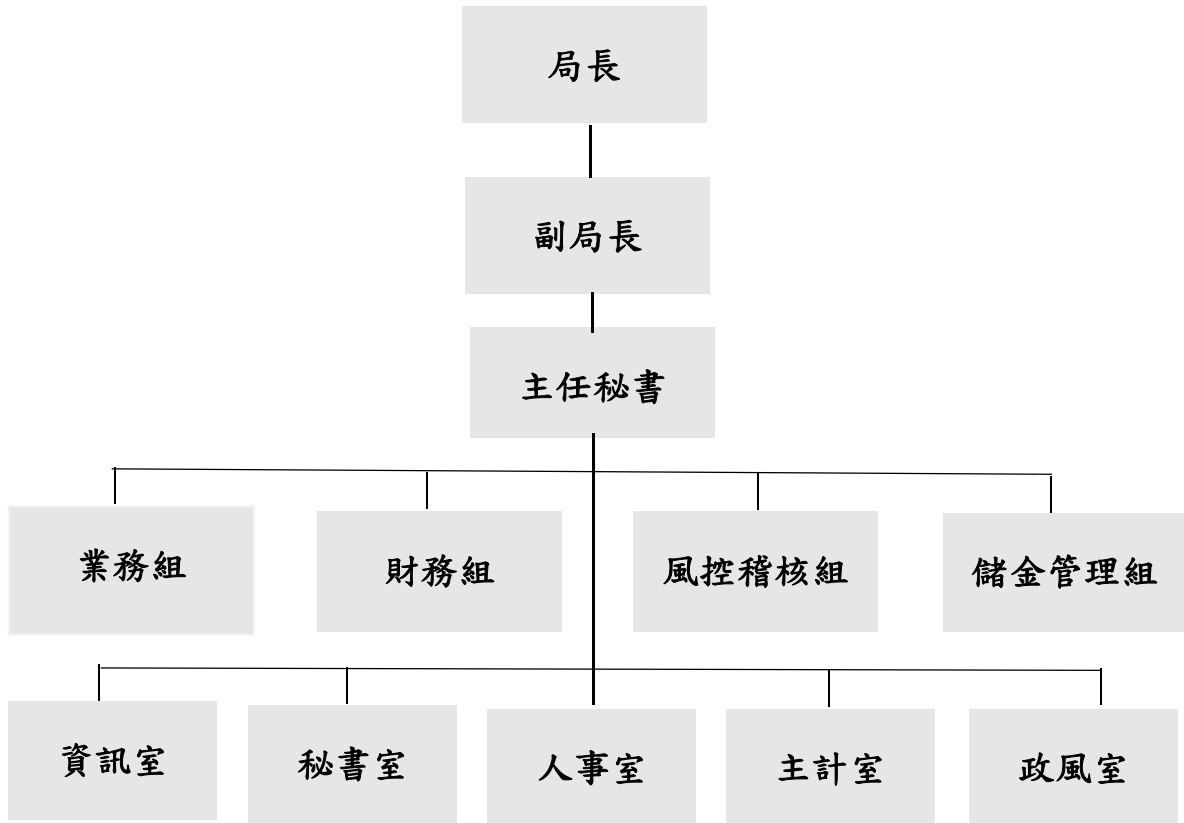 局長
副局長
主任秘書
業務組
財務組
風控稽核組
儲金管理組
資訊室
秘書室
人事室
主計室
政風室